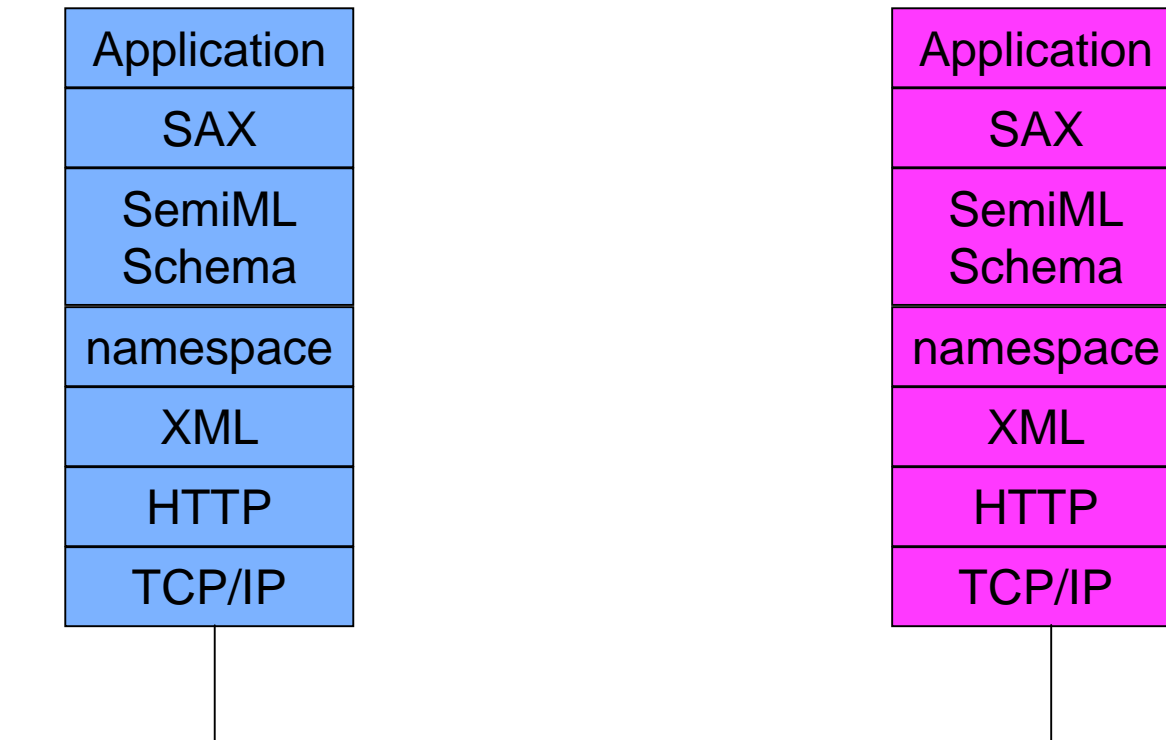 Application
SAX
SemiML
Schema
namespace
XML
HTTP
TCP/IP
Application
SAX
SemiML
Schema
namespace
XML
HTTP
TCP/IP